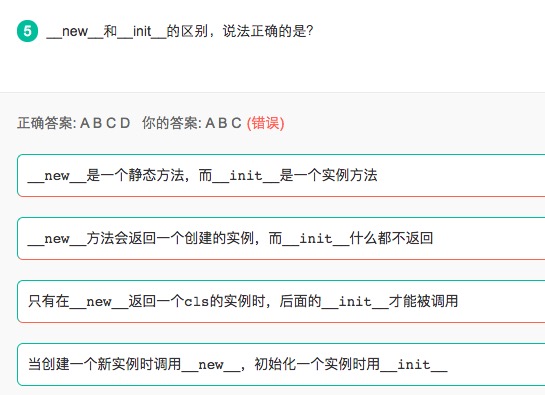 5 __new__和__init__的区别，说法正确的是?
正确答案: A B C D 你的答案: A B C (错误)
__new__是一个静态方法，而__init__是一个实例方法
__new__方法会返回一个创建的实例，而__init__什么都不返回
只有在__new__返回一个cls的实例时，后面的__init__才能被调用
当创建一个新实例时调用__new__，初始化一个实例时用__init__